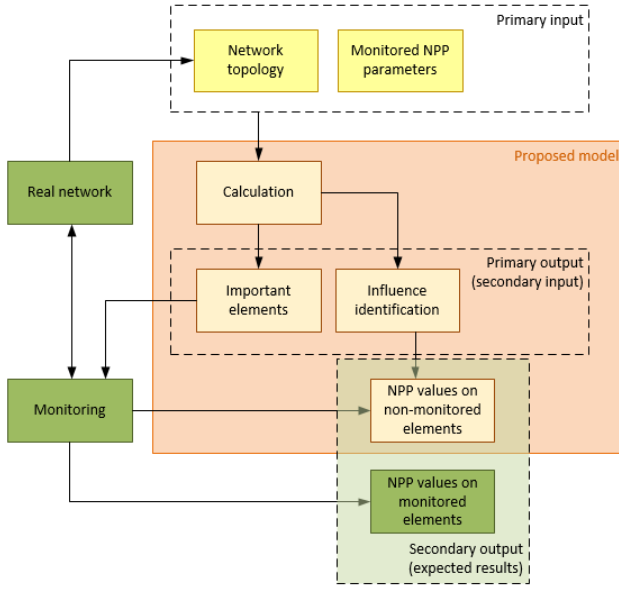 Primary input
Network
topology
Monitored NPP
parameters
Proposed model
Real network
Calculation
Primary output
(secondary input)
Important
elements
Influence
identification
Monitoring
NPP values on
non-monitored
elements
NPP values on
monitored
elements
Secondary output
(expected results)